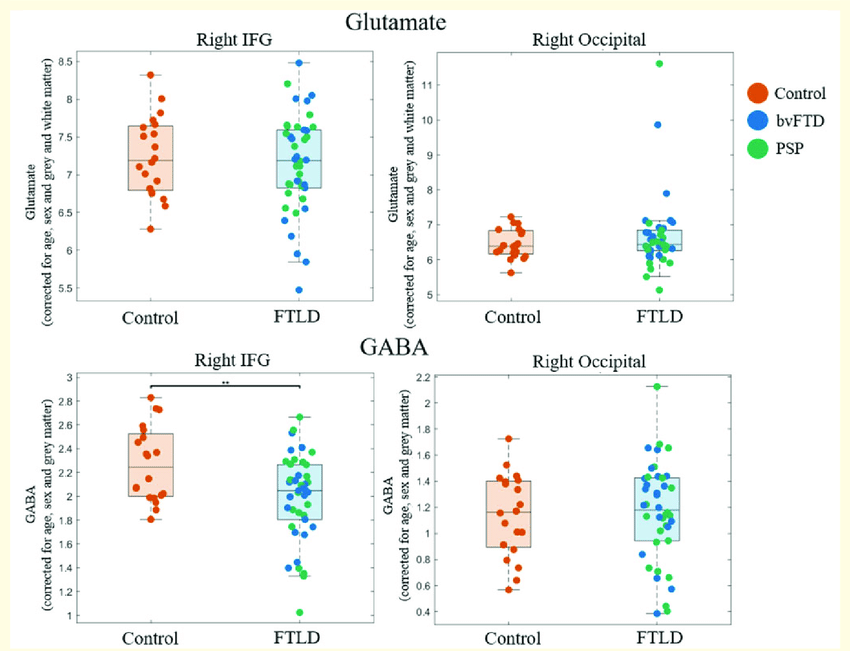 Glutamate
Right IFG
Right Occipital
Glutamate
(corrected for age, sex and grey and white matter)
8.5
8
7.5
7
6.5
6
5.5
Control
FTLD
Glutamate
(corrected for age, sex and grey and white matter)
11
10
9
8
7
6
5
Control
FTLD
Control
bvFTD
PSP
GABA
Right IFG
Right Occipital
GABA
(corrected for age, sex and grey matter)
3
2.8
2.6
2.4
2.2
2
1.8
1.6
1.4
1.2
1
**
Control
FTLD
GABA
(corrected for age, sex and grey matter)
2.2
2
1.8
1.6
1.4
1.2
1
0.8
0.6
0.4
Control
FTLD